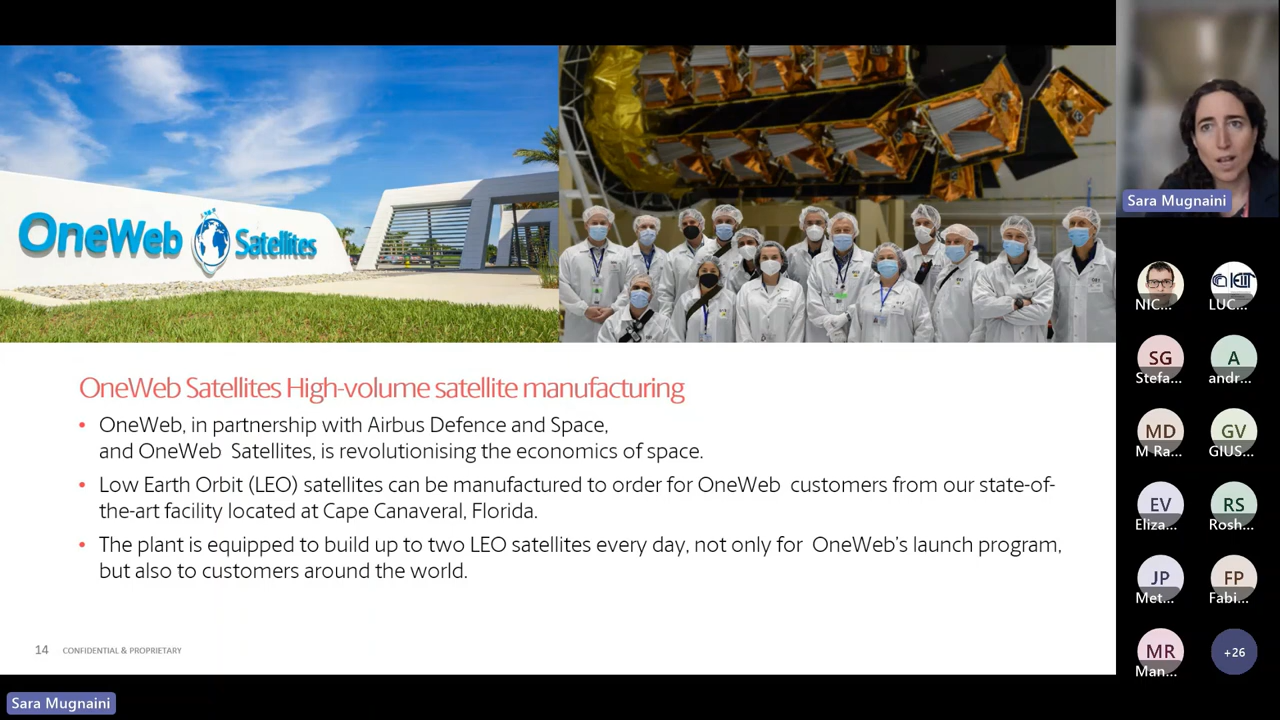 OneWeb Satellites
OneWeb Satellites High-volume satellite manufacturing
• OneWeb, in partnership with Airbus Defence and Space,
and OneWeb Satellites, is revolutionising the economics of space.
• Low Earth Orbit (LEO) satellites can be manufactured to order for OneWeb customers from our state-of-
the-art facility located at Cape Canaveral, Florida.
• The plant is equipped to build up to two LEO satellites every day, not only for OneWeb's launch program,
but also to customers around the world.
14 CONFIDENTIAL & PROPRIETARY
Sara Mugnaini
Sara Mugnaini
NIC...
LUC...
SG
Stefa...
A
andr...
MD
M Ra...
GV
GIUS...
EV
Eliza...
RS
Rosh...
JP
Met...
FP
Fabi...
MR
Man...
+26